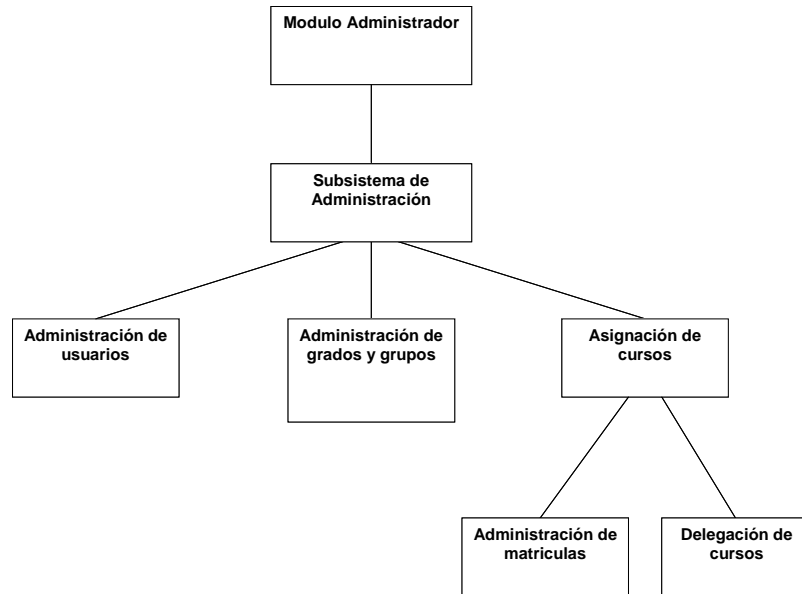 Modulo Administrador
Subsistema de
Administración
Administración de
usuarios
Administración de
grados y grupos
Asignación de
cursos
Administración de
matriculas
Delegación de
cursos